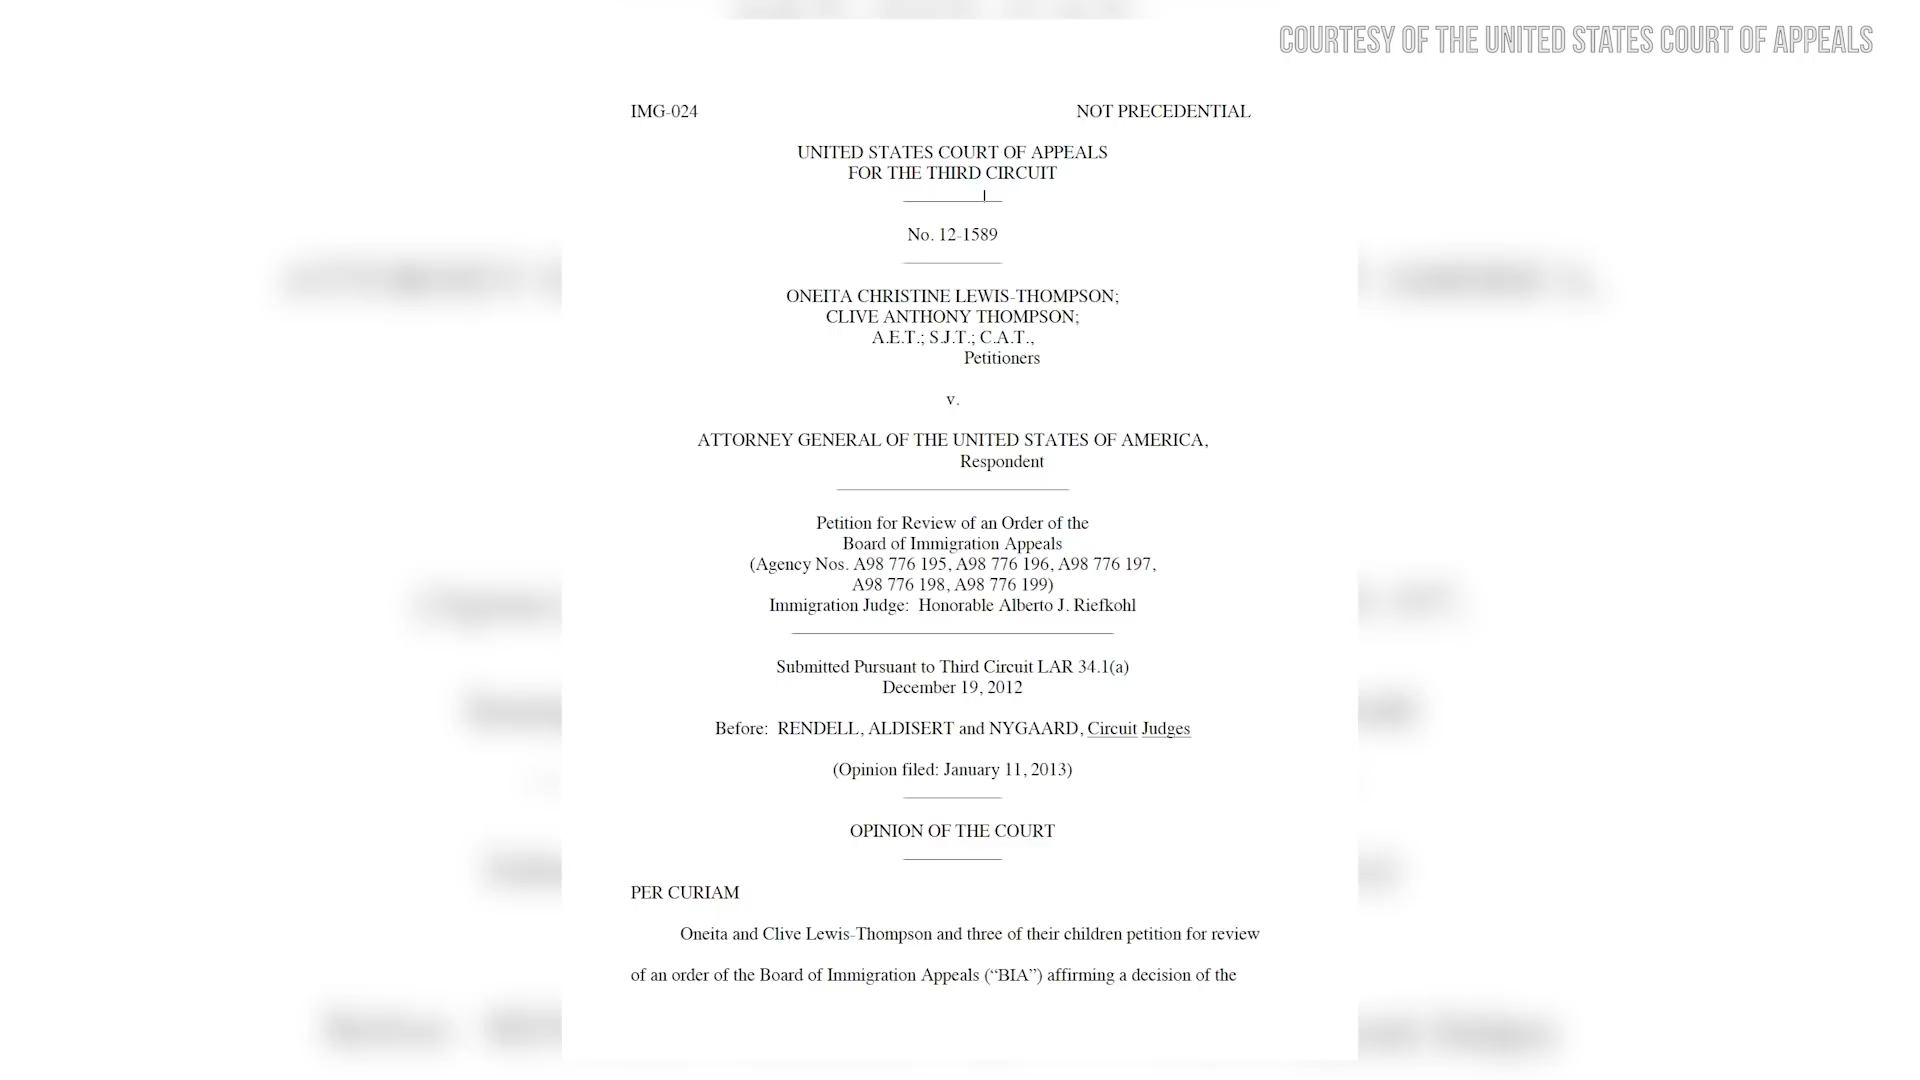 COURTESY OF THE UNITED STATES COURT OF APPEALS
IMG-024 NOT PRECEDENTIAL
UNITED STATES COURT OF APPEALS
FOR THE THIRD CIRCUIT
No. 12-1589
ONEITA CHRISTINE LEWIS-THOMPSON;
CLIVE ANTHONY THOMPSON;
A.E.T.; S.J.T.; C.A.T.,
Petitioners
v.
ATTORNEY GENERAL OF THE UNITED STATES OF AMERICA,
Respondent
Petition for Review of an Order of the
Board of Immigration Appeals
(Agency Nos. A98 776 195, A98 776 196, A98 776 197,
A98 776 198, A98 776 199)
Immigration Judge: Honorable Alberto J. Riefkohl
Submitted Pursuant to Third Circuit LAR 34.1(a)
December 19, 2012
Before: RENDELL, ALDISERT and NYGAARD, Circuit Judges
(Opinion filed: January 11, 2013)
OPINION OF THE COURT
PER CURIAM
Oneita and Clive Lewis-Thompson and three of their children petition for review
of an order of the Board of Immigration Appeals (“BIA”) affirming a decision of the